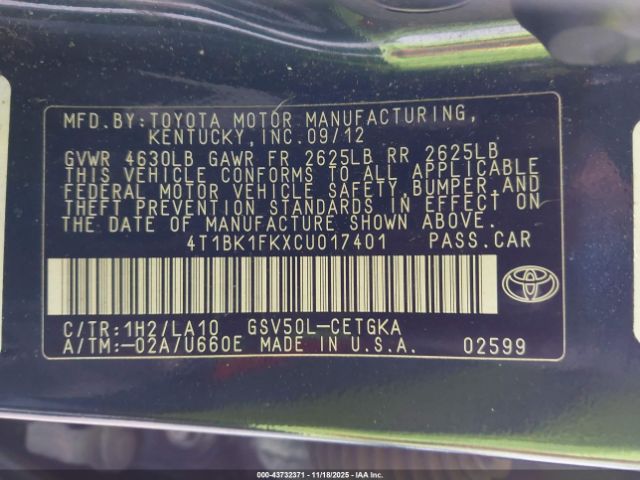 MFD.BY:TOYOTA MOTOR MANUFACTURING,
KENTUCKY,INC.09/12
GVWR 4630LB GAWR FR 2625LB RR 2625LB
THIS VEHICLE CONFORMS TO ALL APPLICABLE
FEDERAL MOTOR VEHICLE SAFETY,BUMPER,AND
THEFT PREVENTION STANDARDS IN EFFECT ON
THE DATE OF MANUFACTURE SHOWN ABOVE.
4T1BK1FKXCU017401 PASS.CAR
C/TR:1H2/LA10 GSV50L-CETGKA
A/TM:-02A/U660E MADE IN U.S.A. 02599
000-43732371 - 11/18/2025 - IAA Inc.